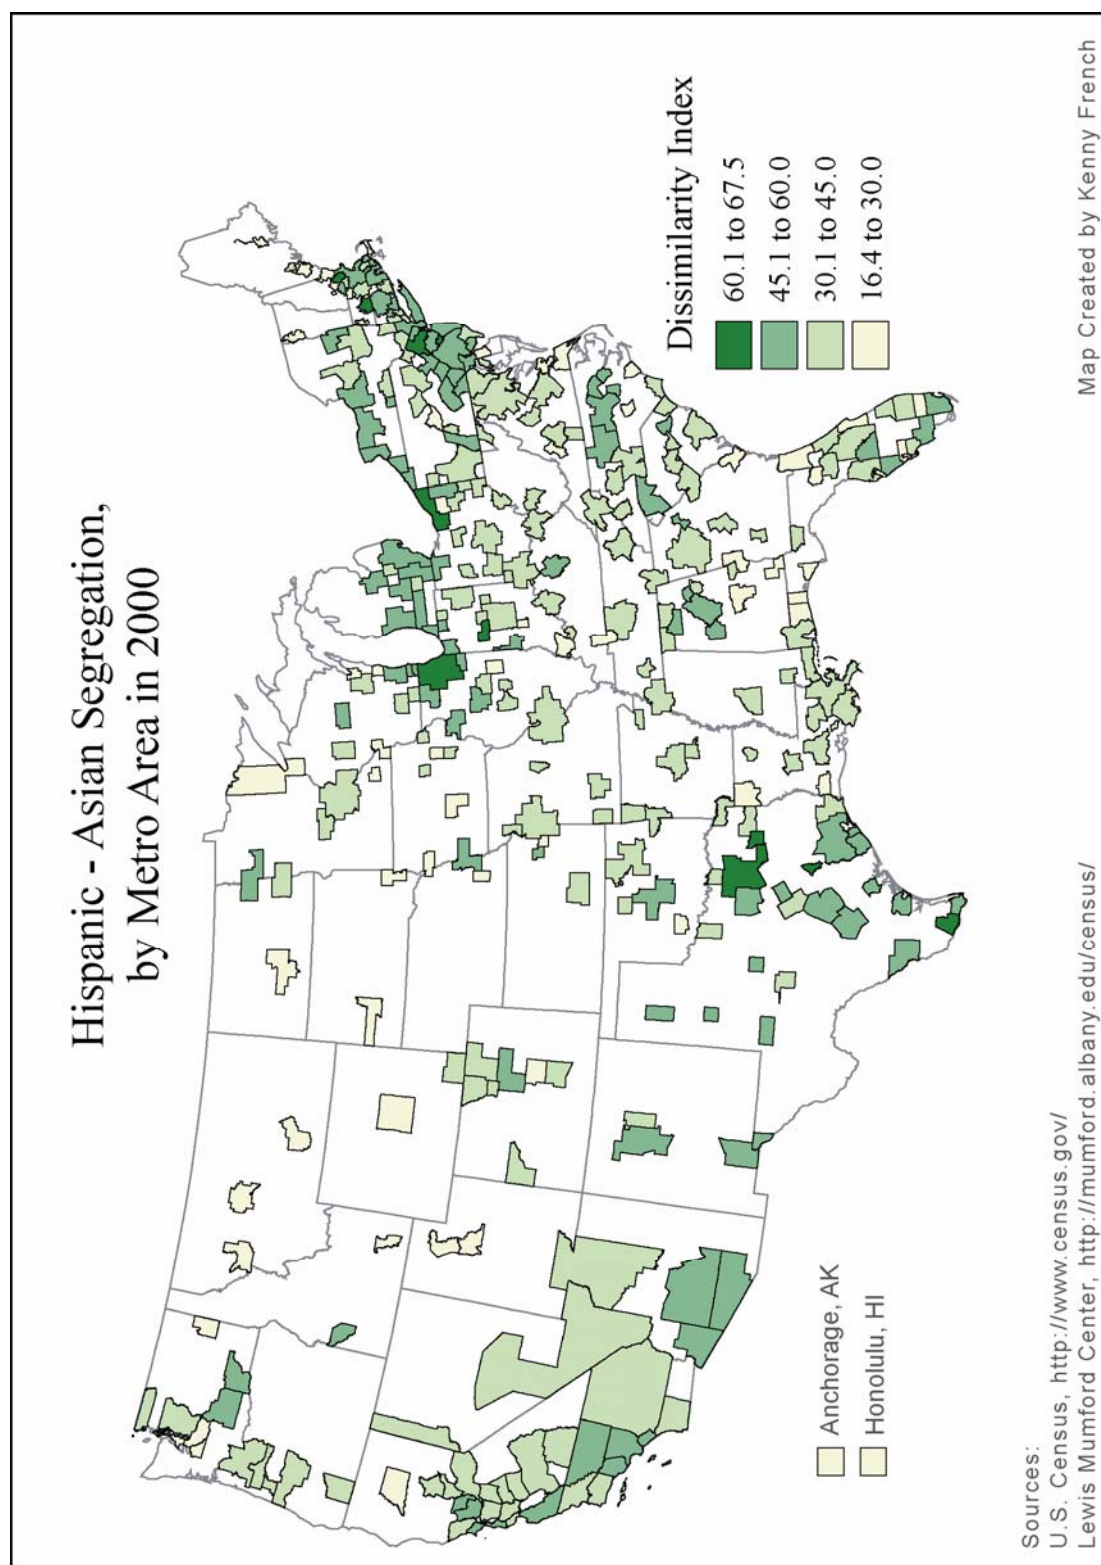 Hispanic - Asian Segregation,
by Metro Area in 2000
Dissimilarity Index
60.1 to 67.5
45.1 to 60.0
30.1 to 45.0
16.4 to 30.0
Anchorage, AK
Honolulu, HI
Sources:
U.S. Census, http://www.census.gov/
Lewis Mumford Center, http://mumford.albany.edu/census/
Map Created by Kenny French